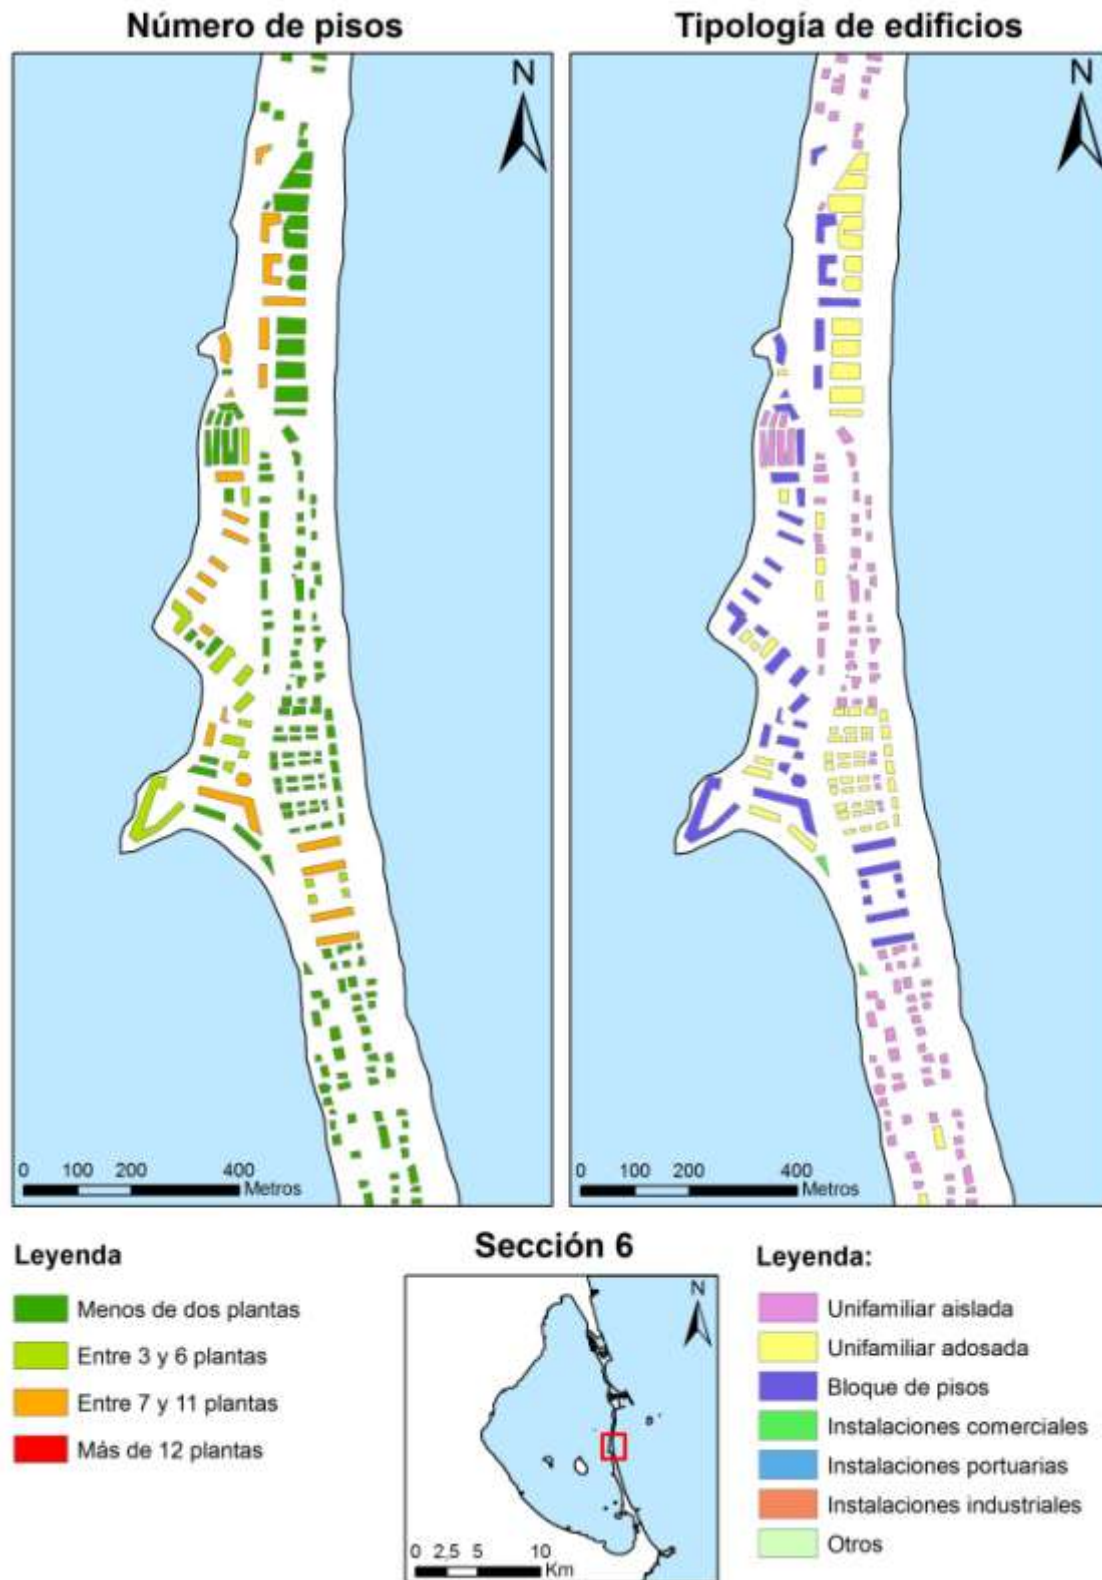 Número de pisos
Tipología de edificios
N
N
0 100 200 400
Metros
0 100 200 400
Metros
Leyenda
Menos de dos plantas
Entre 3 y 6 plantas
Entre 7 y 11 plantas
Más de 12 plantas
Sección 6
N
0 2,5 5 10
Km
Leyenda:
Unifamiliar aislada
Unifamiliar adosada
Bloque de pisos
Instalaciones comerciales
Instalaciones portuarias
Instalaciones industriales
Otros